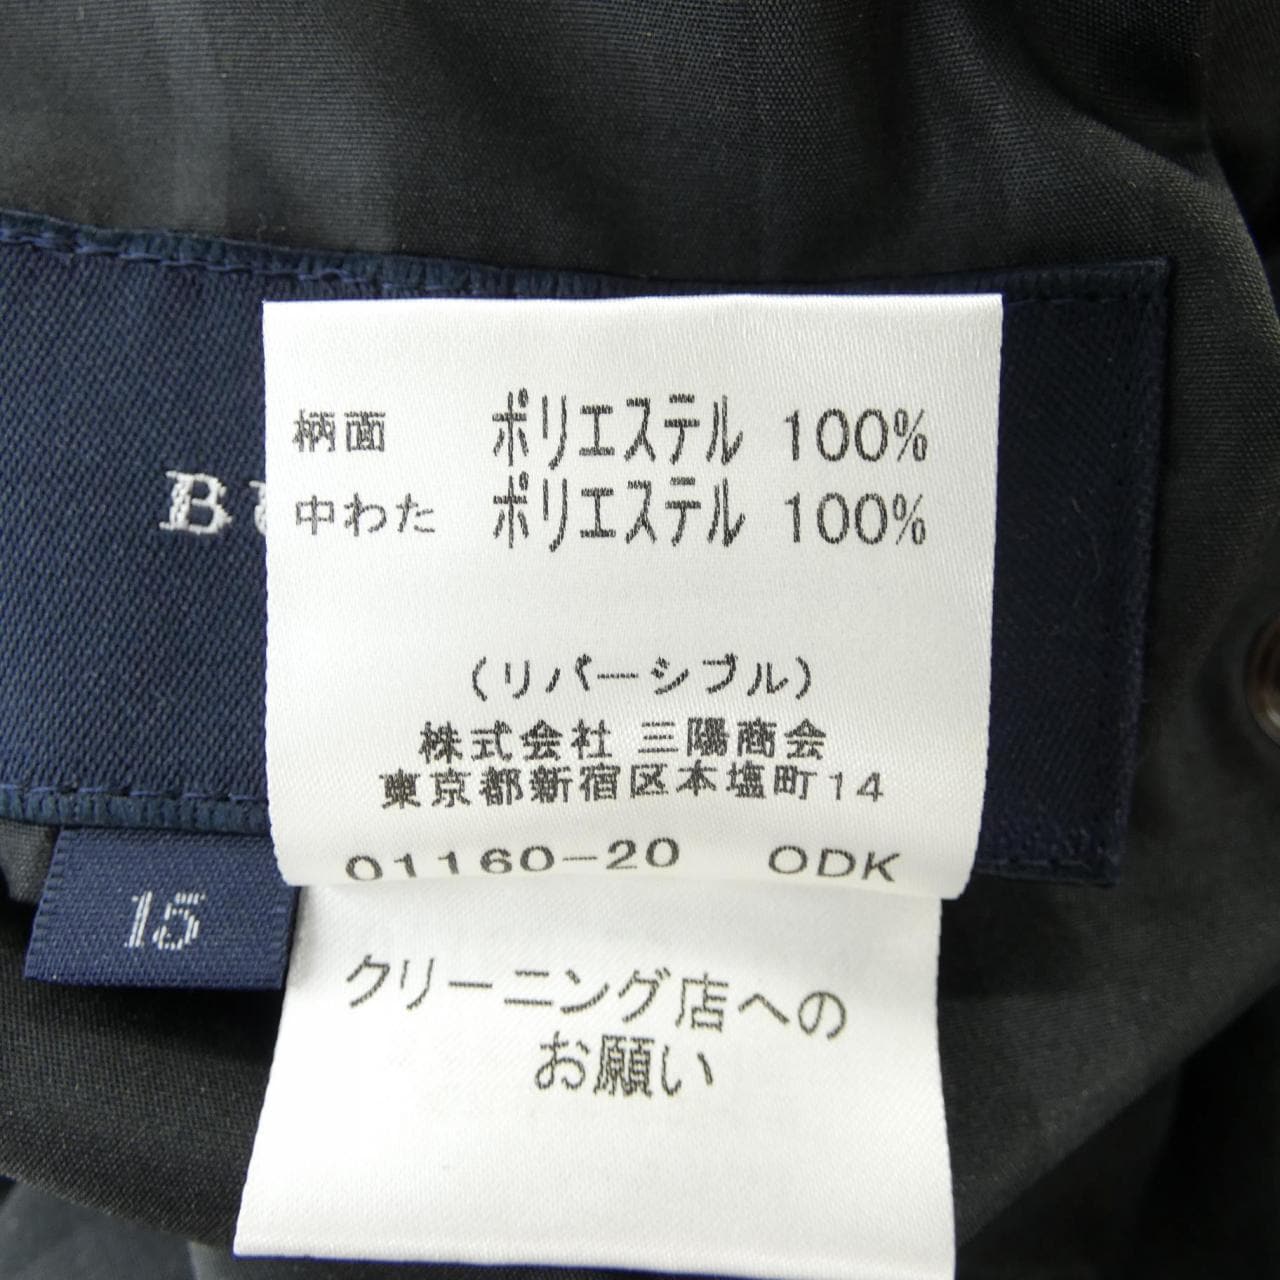 柄面 ポリエステル 100%
中わた ポリエステル 100%
(リバーシブル)
株式会社 三陽商会
東京都新宿区本塩町14
01160-20 ODK
15
クリーニング店への
お願い